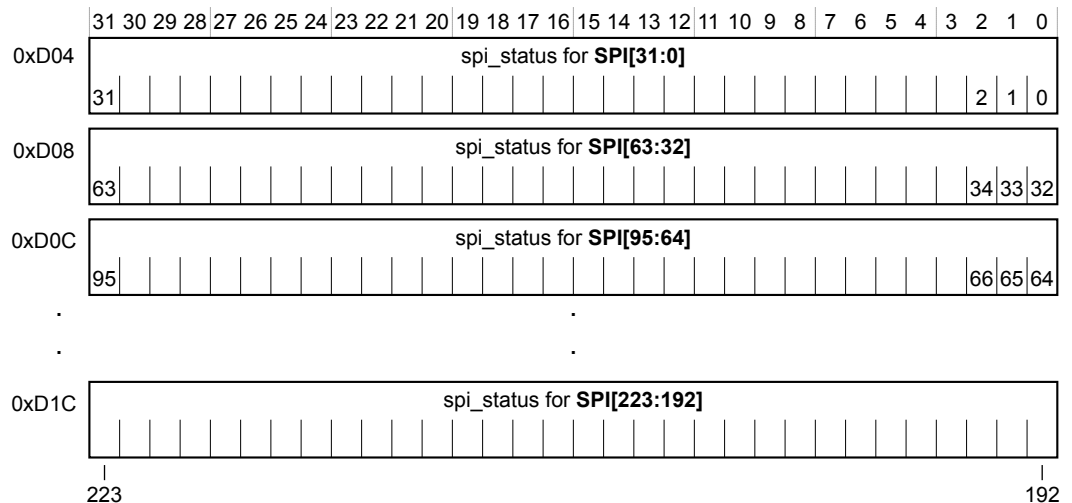 31 30 29 28 27 26 25 24 23 22 21 20 19 18 17 16 15 14 13 12 11 10 9 8 7 6 5 4 3 2 1 0
0xD04 spi_status for SPI[31:0]
31 2 1 0
0xD08 spi_status for SPI[63:32]
63 34 33 32
0xD0C spi_status for SPI[95:64]
95 66 65 64
. .
. .
0xD1C spi_status for SPI[223:192]
223 192